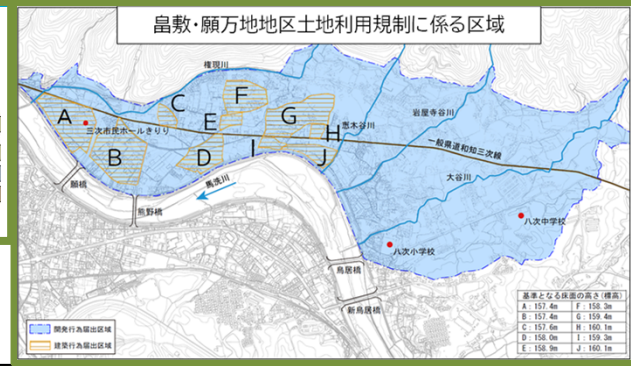 畠敷・願万地地区土地利用規制に係る区域
権現川
F
C
A
E
G
悪木谷川
岩屋寺谷川
三次市民ホールきりり
H
一般県道和知三次線
B
D
I
J
大谷川
馬洗川
願橋
熊野橋
八次中学校
八次小学校
鳥居橋
新鳥居橋
開発行為届出区域
建築行為届出区域
基準となる床面の高さ(標高)
A : 157.4m F : 158.3m
B : 157.4m G : 159.4m
C : 157.6m H : 160.1m
D : 158.0m I : 159.3m
E : 158.9m J : 160.1m